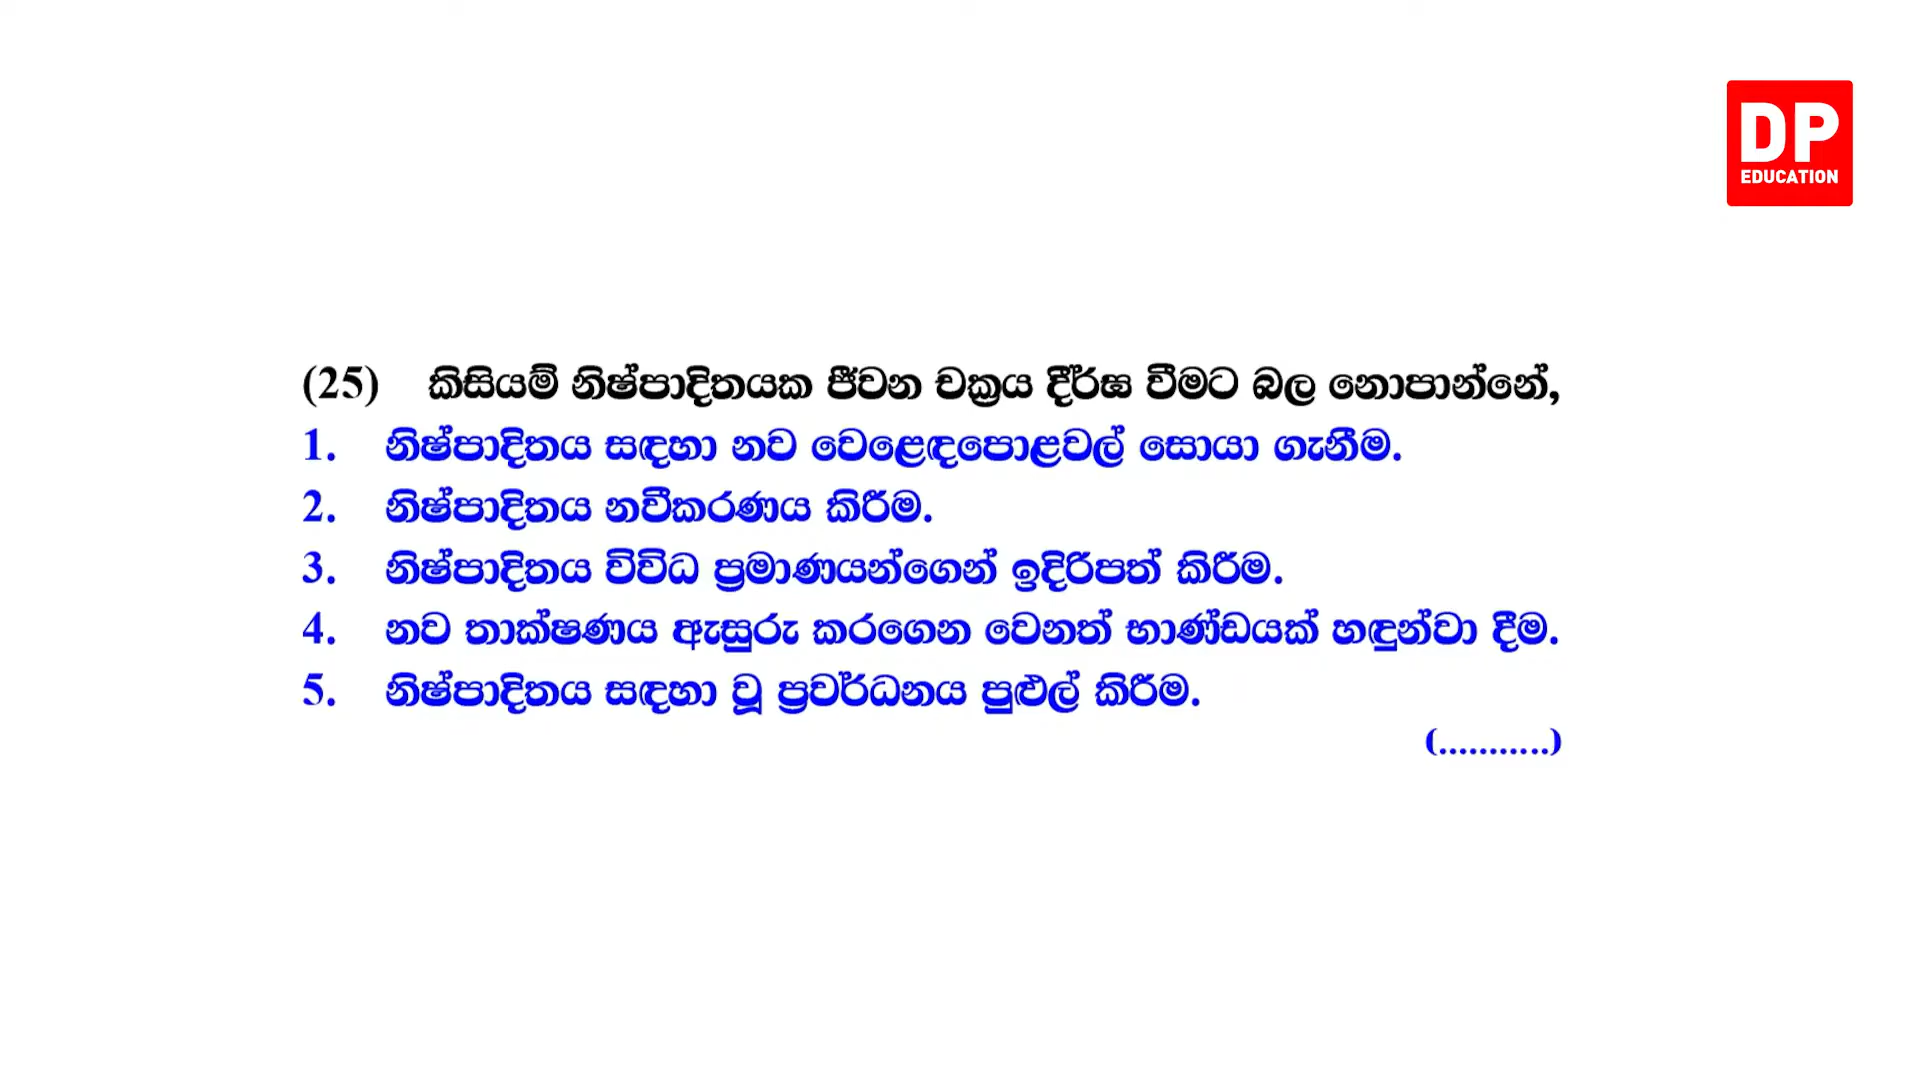 DP
EDUCATION
(25) කිසියම් නිෂ්පාදිතයක ජීවන චක්‍රය දීර්ඝ වීමට බල නොපාන්නේ,
1. නිෂ්පාදිතය සඳහා නව වෙළෙඳපොළවල් සොයා ගැනීම.
2. නිෂ්පාදිතය නවීකරණය කිරීම.
3. නිෂ්පාදිතය විවිධ ප්‍රමාණයන්ගෙන් ඉදිරිපත් කිරීම.
4. නව තාක්ෂණය ඇසුරු කරගෙන වෙනත් භාණ්ඩයක් හඳුන්වා දීම.
5. නිෂ්පාදිතය සඳහා වූ ප්‍රවර්ධනය පුළුල් කිරීම.
(...........)